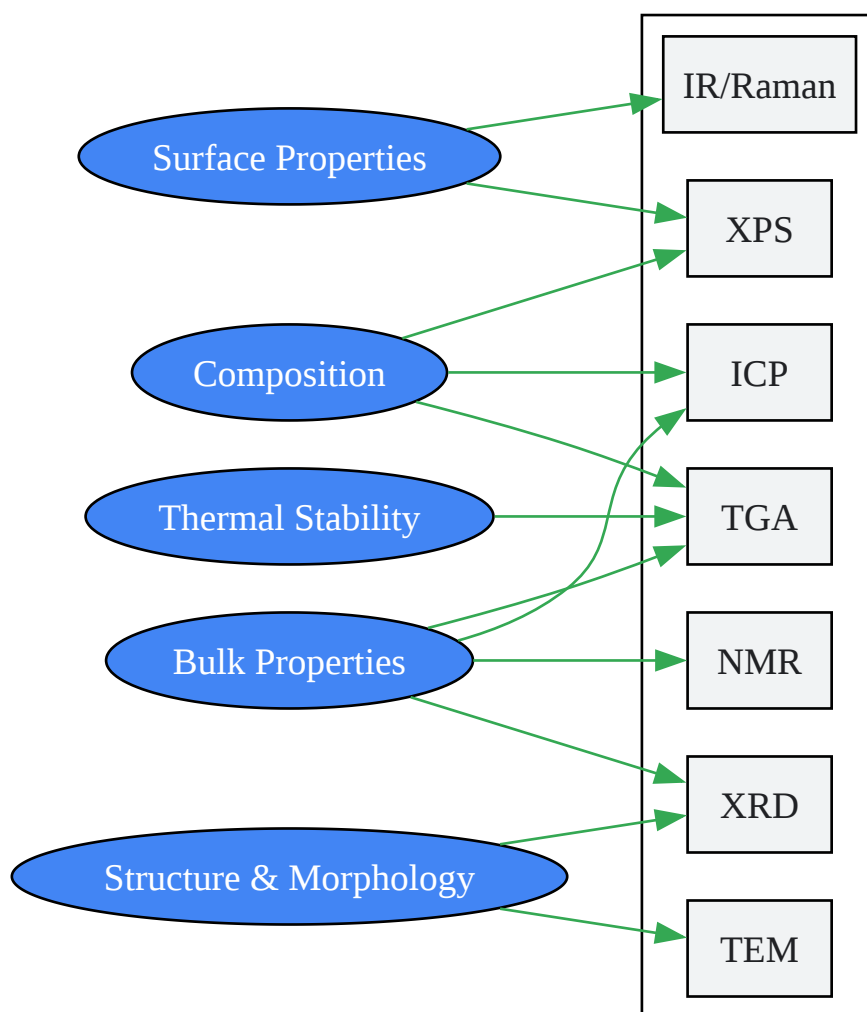 IR/Raman
Surface Properties
XPS
Composition
ICP
Thermal Stability
TGA
Bulk Properties
NMR
XRD
Structure & Morphology
TEM